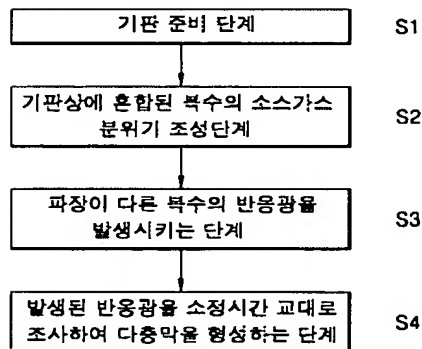 기판 준비 단계
S1
기판상에 혼합된 복수의 소스가스
분위기 조성단계
S2
파장이 다른 복수의 반응광을
발생시키는 단계
S3
발생된 반응광을 소정시간 교대로
조사하여 다층막을 형성하는 단계
S4